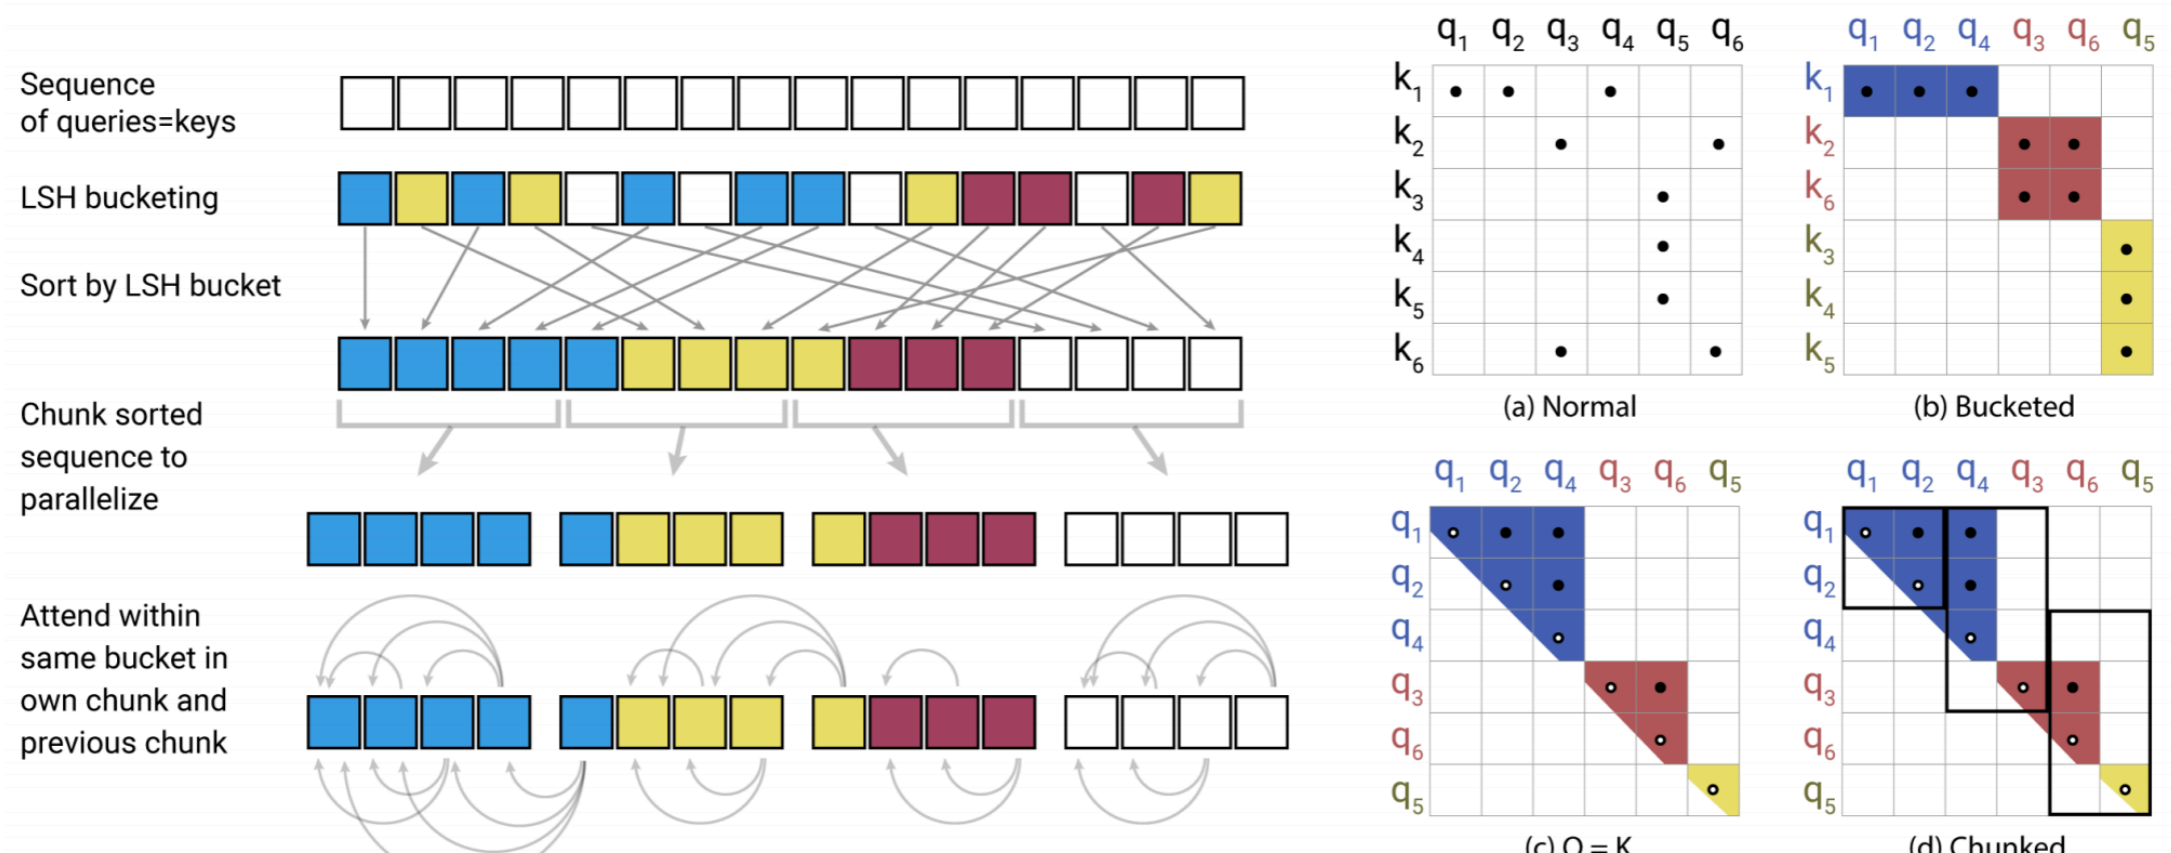 Sequence
of queries=keys
LSH bucketing
Sort by LSH bucket
Chunk sorted
sequence to
parallelize
Attend within
same bucket in
own chunk and
previous chunk
q1 q2 q3 q4 q5 q6
k1
k2
k3
k4
k5
k6
(a) Normal
q1 q2 q4 q3 q6 q5
k1
k2
k6
k3
k4
k5
(b) Bucketed
q1 q2 q4 q3 q6 q5
q1
q2
q4
q3
q6
q5
(c) Q = K
q1 q2 q4 q3 q6 q5
q1
q2
q4
q3
q6
q5
(d) Chunked